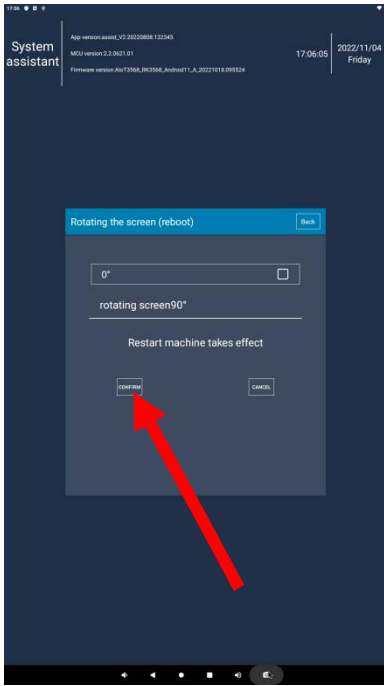 17:06
System
assistant
App version:assist_V2.20220808.132345
MCU version:2.2.0621.01
Firmware version:AIoT3568_RK3568_Android11_A_20221018.095524
17:06:05
2022/11/04
Friday
Rotating the screen (reboot)
Back
0°
rotating screen90°
Restart machine takes effect
CONFIRM
CANCEL